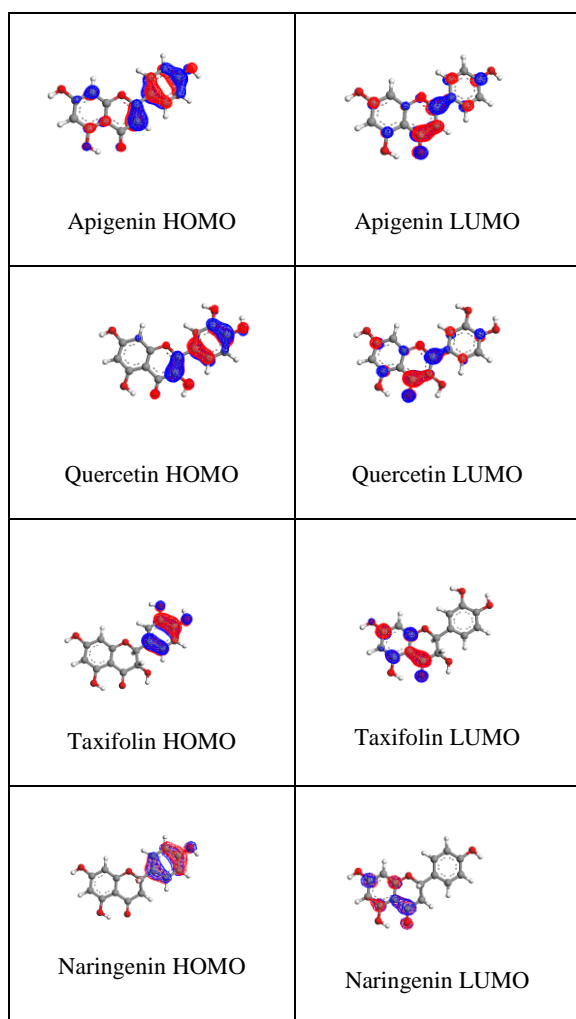 Apigenin HOMO
Apigenin LUMO
Quercetin HOMO
Quercetin LUMO
Taxifolin HOMO
Taxifolin LUMO
Naringenin HOMO
Naringenin LUMO